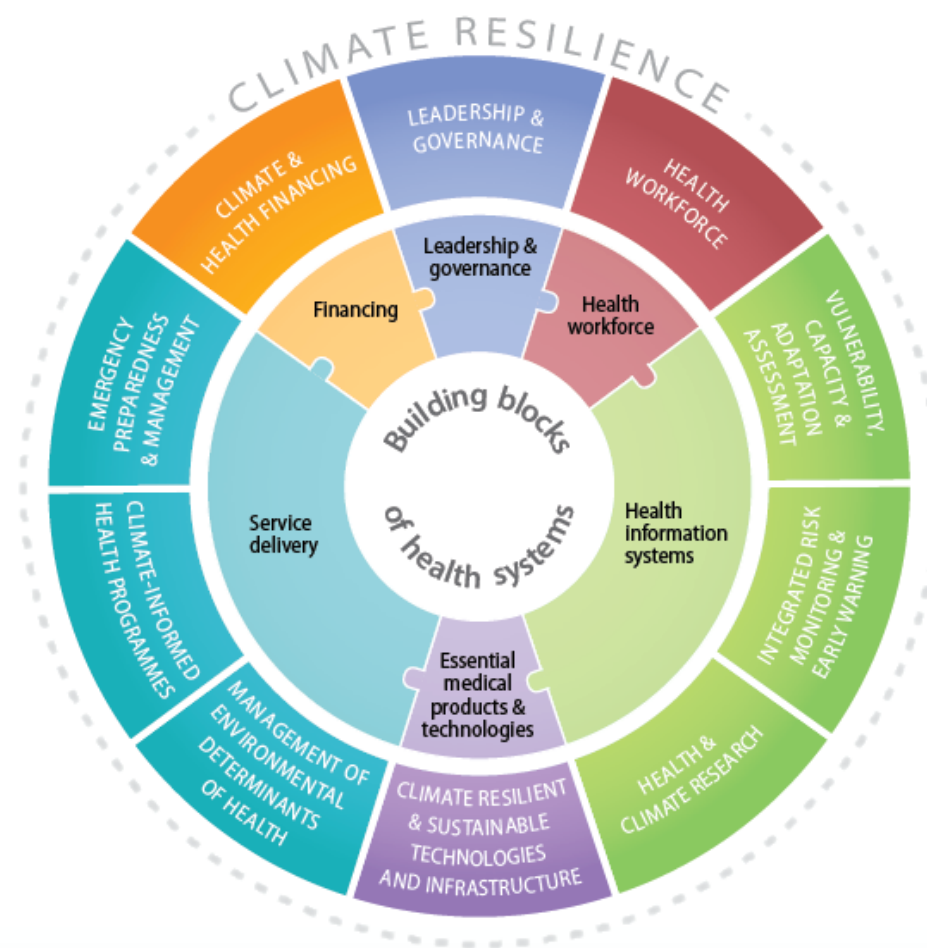 CLIMATE RESILIENCE
LEADERSHIP &
GOVERNANCE
HEALTH
WORKFORCE
VULNERABILITY,
CAPACITY &
ADAPTATION
ASSESSMENT
INTEGRATED RISK
MONITORING &
EARLY WARNING
HEALTH &
CLIMATE RESEARCH
CLIMATE RESILIENT
& SUSTAINABLE
TECHNOLOGIES
AND INFRASTRUCTURE
MANAGEMENT OF
ENVIRONMENTAL
DETERMINANTS
OF HEALTH
CLIMATE-INFORMED
HEALTH PROGRAMMES
EMERGENCY
PREPAREDNESS
& MANAGEMENT
CLIMATE &
HEALTH FINANCING
Leadership &
governance
Health
workforce
Health
information
systems
Essential
medical
products &
technologies
Service
delivery
Financing
Building blocks
of health systems